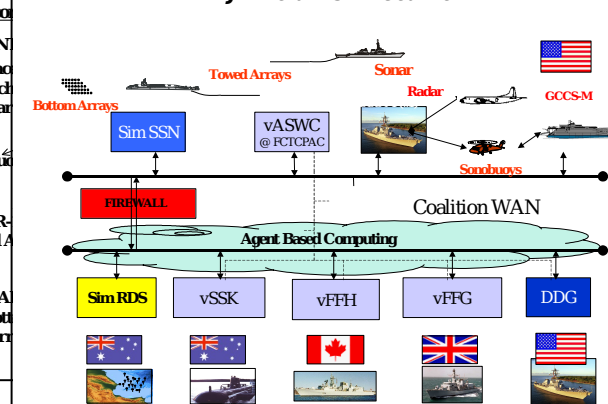 Towed Arrays
Sonar
Bottom Arrays
Radar
GCCS-M
Sim SSN
vASWC
@ FCTCPAC
Sonobuoys
FIREWALL
Coalition WAN
Agent Based Computing
Sim RDS
vSSK
vFFH
vFFG
DDG